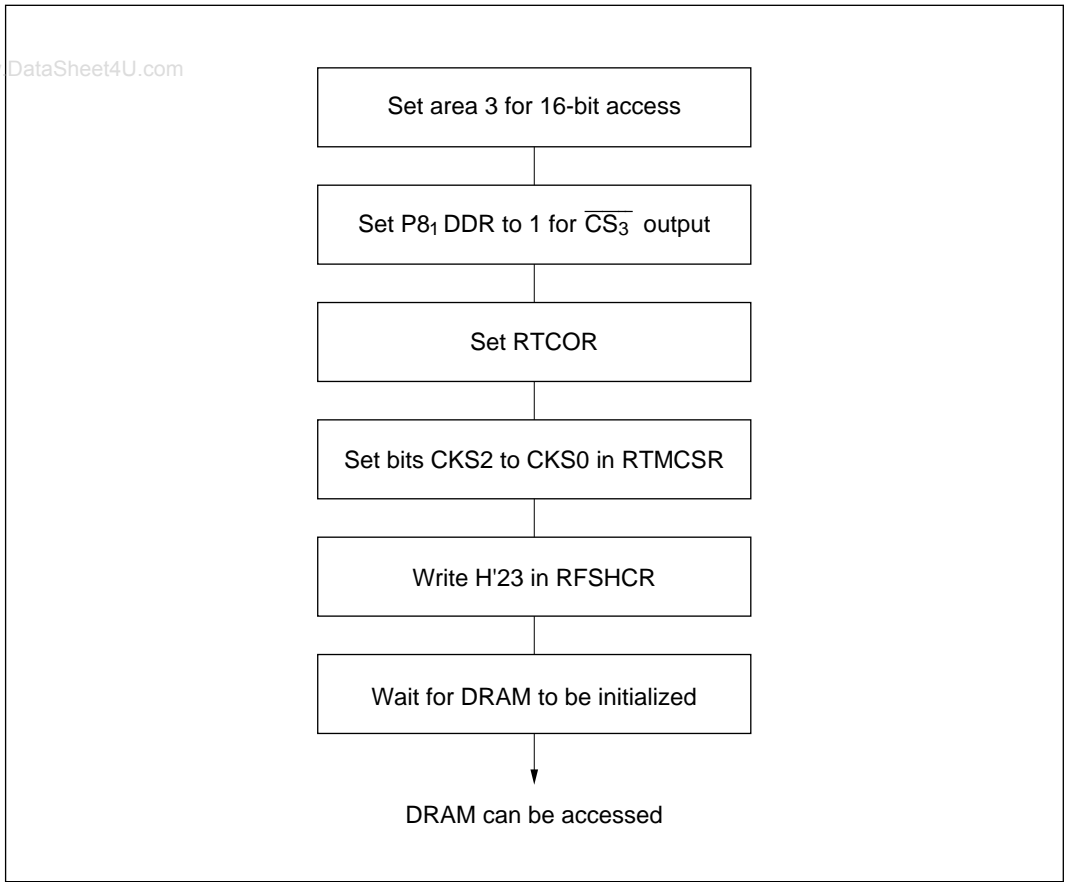 .DataSheet4U.com
Set area 3 for 16-bit access
Set P8₁ DDR to 1 for C̅S̅₃̅ output
Set RTCOR
Set bits CKS2 to CKS0 in RTMCSR
Write H'23 in RFSHCR
Wait for DRAM to be initialized
DRAM can be accessed